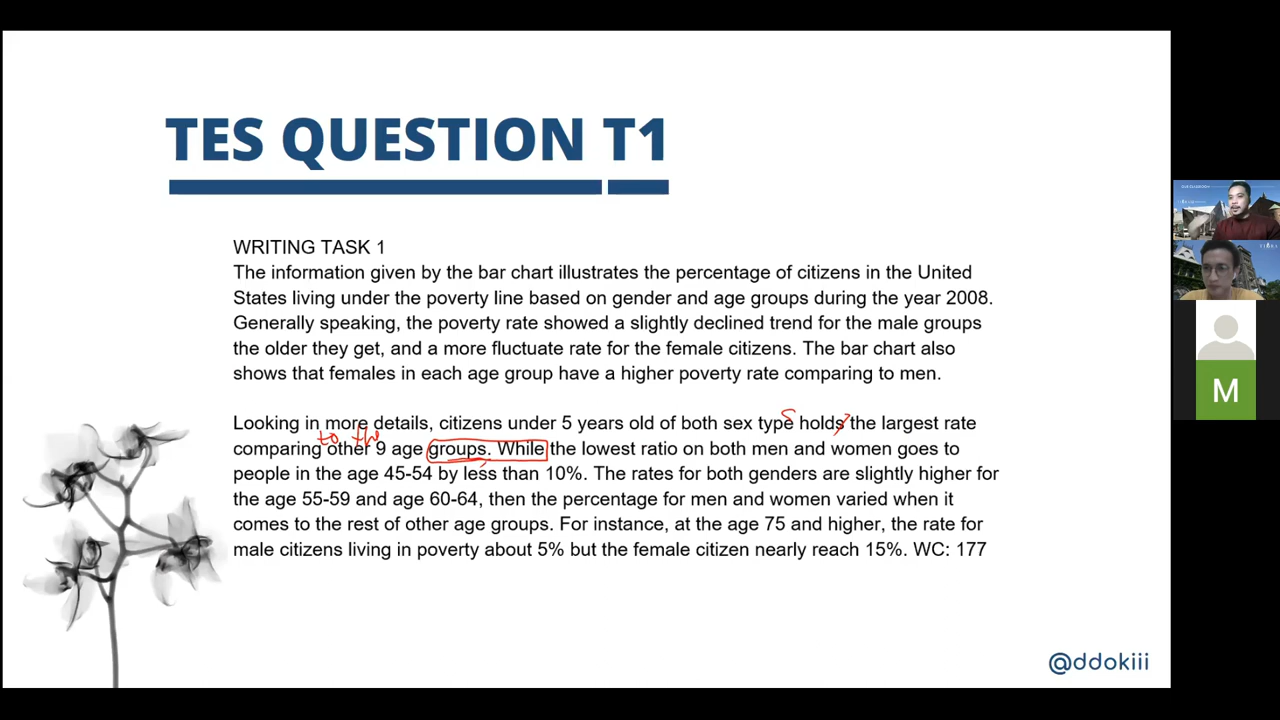 TES QUESTION T1
WRITING TASK 1
The information given by the bar chart illustrates the percentage of citizens in the United
States living under the poverty line based on gender and age groups during the year 2008.
Generally speaking, the poverty rate showed a slightly declined trend for the male groups
the older they get, and a more fluctuate rate for the female citizens. The bar chart also
shows that females in each age group have a higher poverty rate comparing to men.
Looking in more details, citizens under 5 years old of both sex type holds the largest rate
s
comparing other 9 age groups. While the lowest ratio on both men and women goes to
to the
people in the age 45-54 by less than 10%. The rates for both genders are slightly higher for
the age 55-59 and age 60-64, then the percentage for men and women varied when it
comes to the rest of other age groups. For instance, at the age 75 and higher, the rate for
male citizens living in poverty about 5% but the female citizen nearly reach 15%. WC: 177
@ddokiii
M